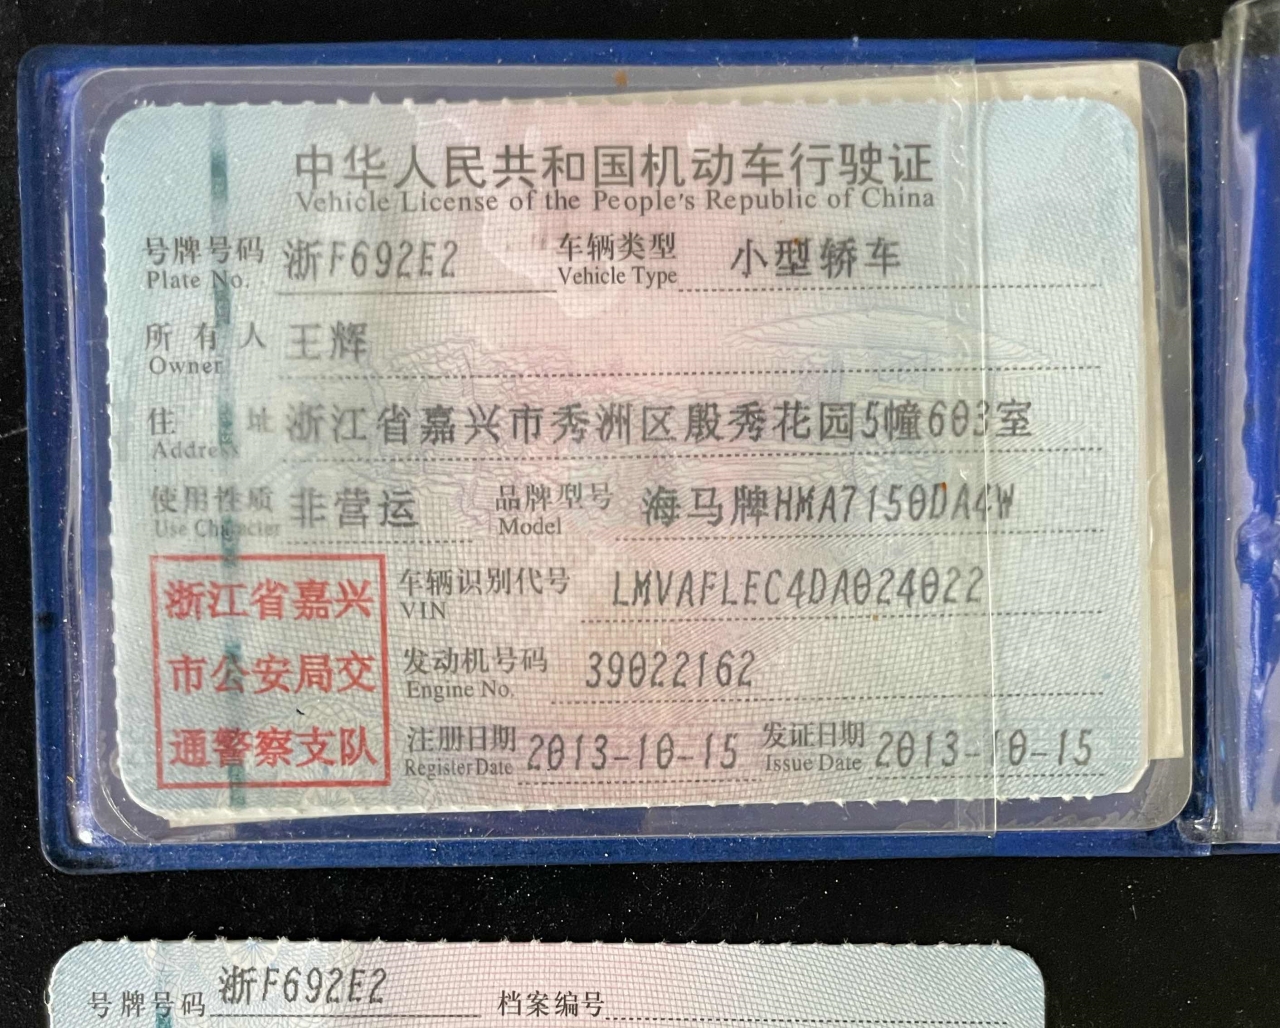 中华人民共和国机动车行驶证
Vehicle License of the People's Republic of China
号牌号码 浙F692E2 车辆类型 小型轿车
Plate No. Vehicle Type
所有人 王辉
Owner
住址 浙江省嘉兴市秀洲区殷秀花园5幢603室
Address
使用性质 非营运 品牌型号 海马牌HMA7150DA4W
Use Character Model
浙江省嘉兴 车辆识别代号 LMVAFLEC4DA024022
VIN
市公安局交 发动机号码 39022162
Engine No.
通警察支队 注册日期 2013-10-15 发证日期 2013-10-15
Register Date Issue Date
号牌号码 浙F692E2 档案编号